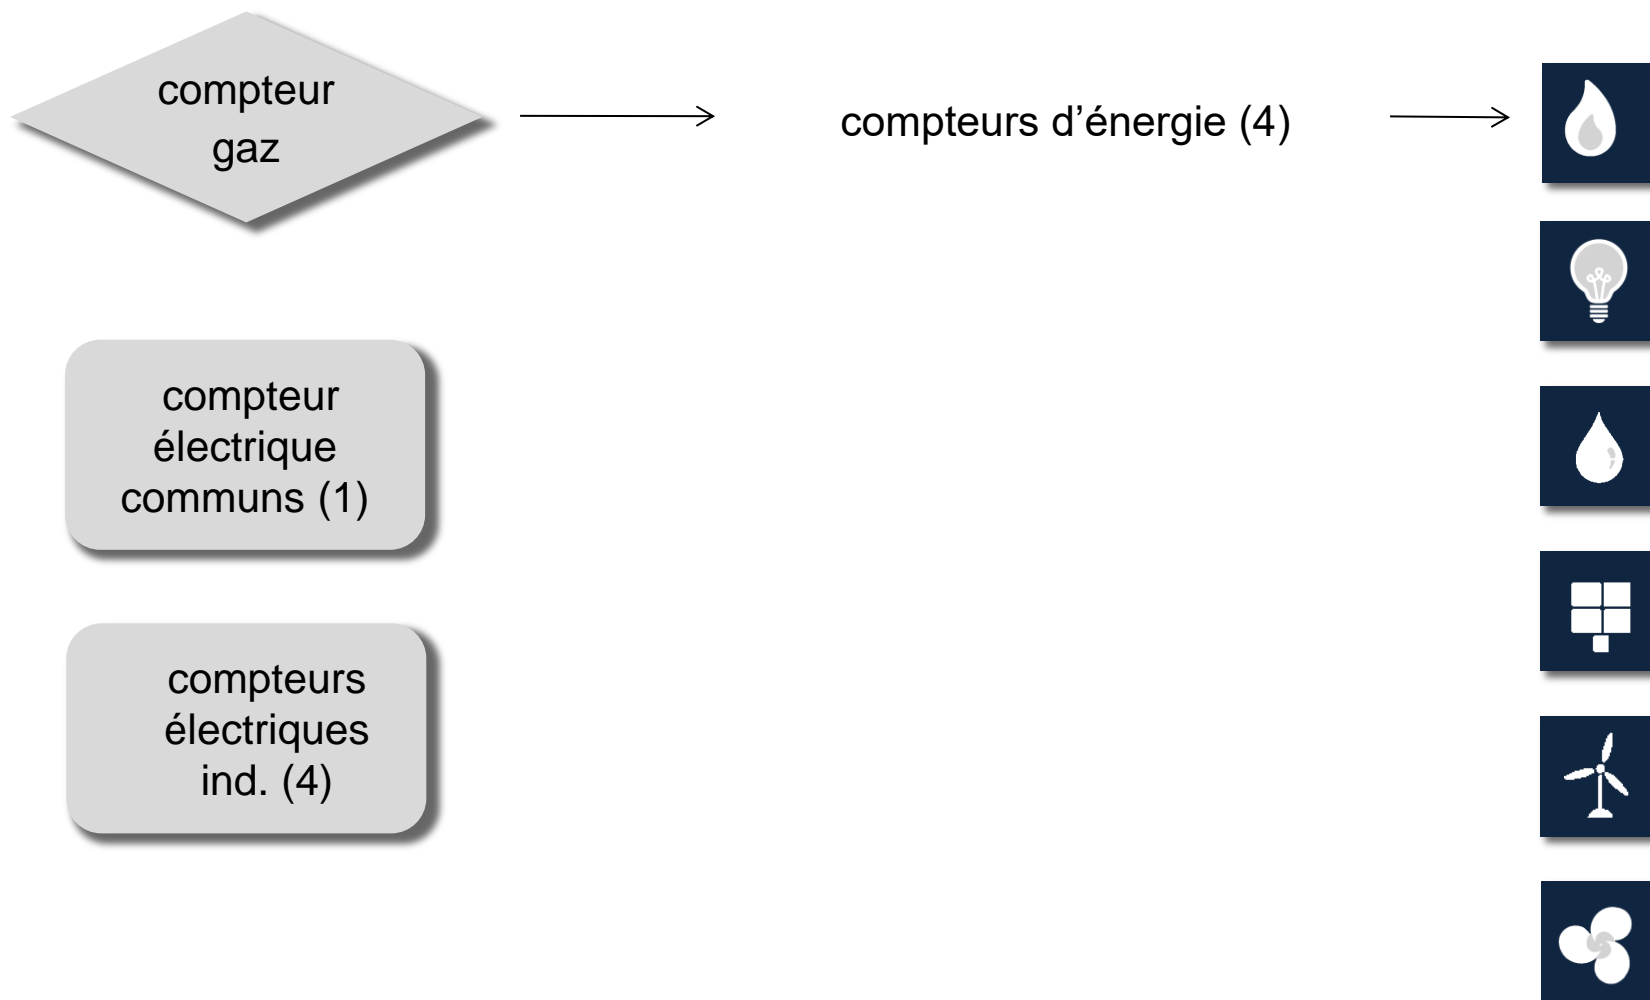 compteur
gaz
compteurs d’énergie (4)
compteur
électrique
communs (1)
compteurs
électriques
ind. (4)